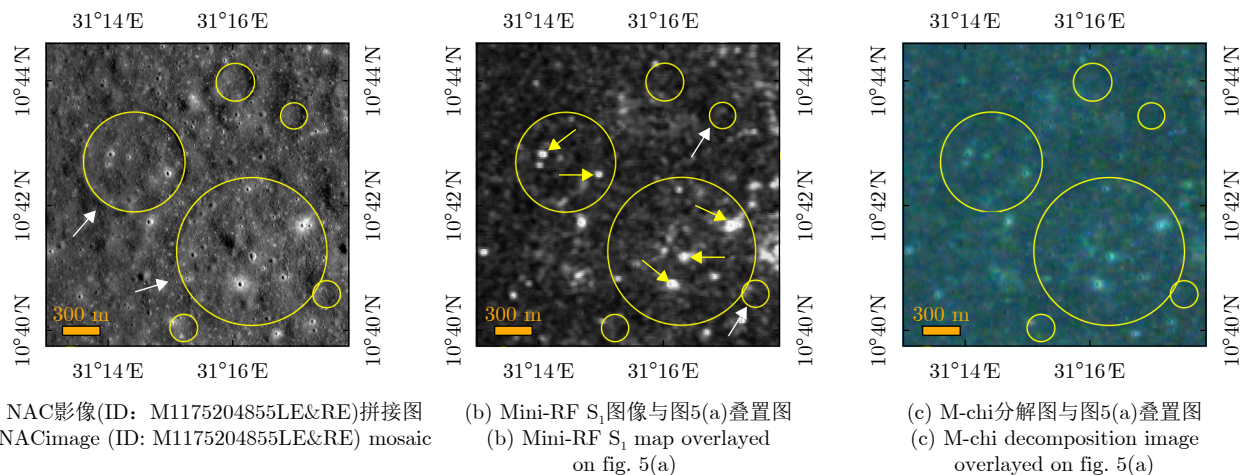 31°14′E 31°16′E 31°14′E 31°16′E 31°14′E 31°16′E
10°44′N 10°44′N 10°44′N 10°44′N 10°44′N 10°44′N
10°42′N 10°42′N 10°42′N 10°42′N 10°42′N 10°42′N
300 m 300 m 300 m
10°40′N 10°40′N 10°40′N 10°40′N 10°40′N 10°40′N
31°14′E 31°16′E 31°14′E 31°16′E 31°14′E 31°16′E
NAC影像(ID: M1175204855LE&RE)拼接图
NACimage (ID: M1175204855LE&RE) mosaic
(b) Mini-RF S₁图像与图5(a)叠置图
(b) Mini-RF S₁ map overlayed
on fig. 5(a)
(c) M-chi分解图与图5(a)叠置图
(c) M-chi decomposition image
overlayed on fig. 5(a)